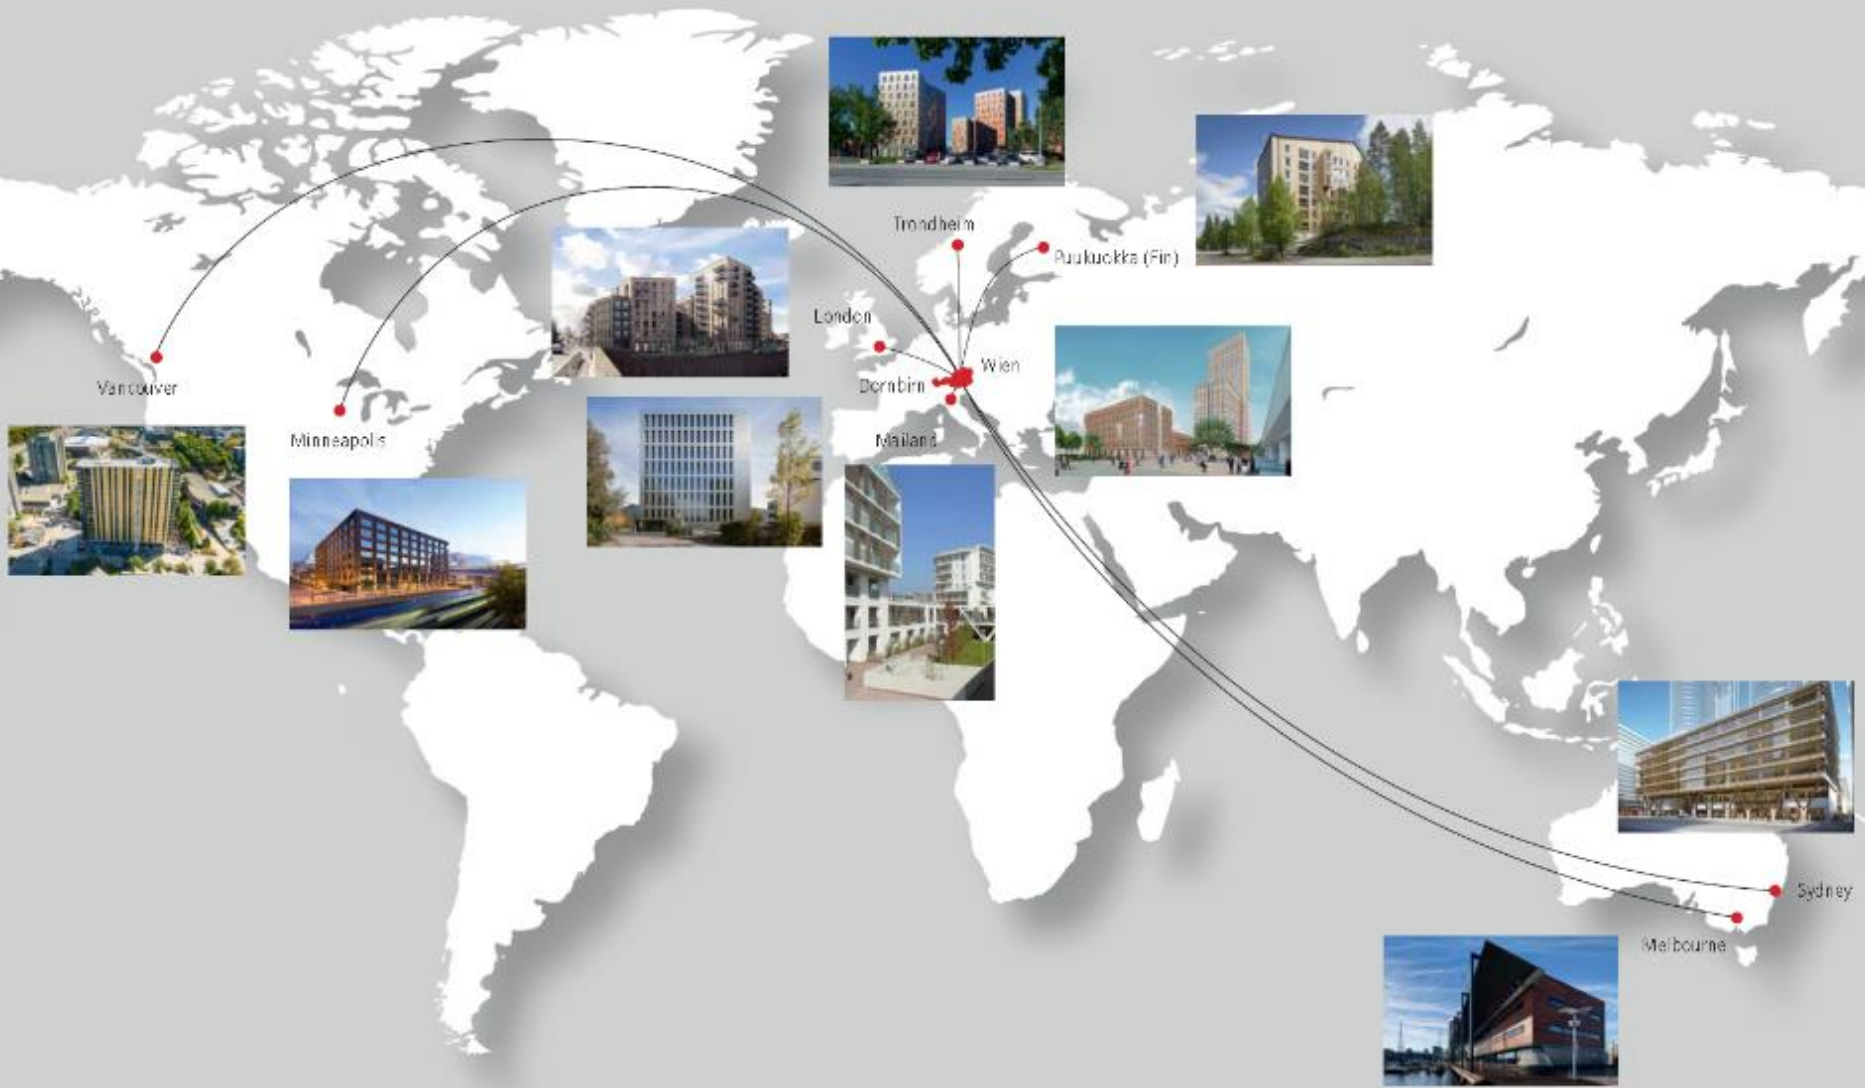 Trondheim
Puukuokka (Fin)
London
Wien
Dornbirn
Vancouver
Minneapolis
Mailand
Sydney
Melbourne